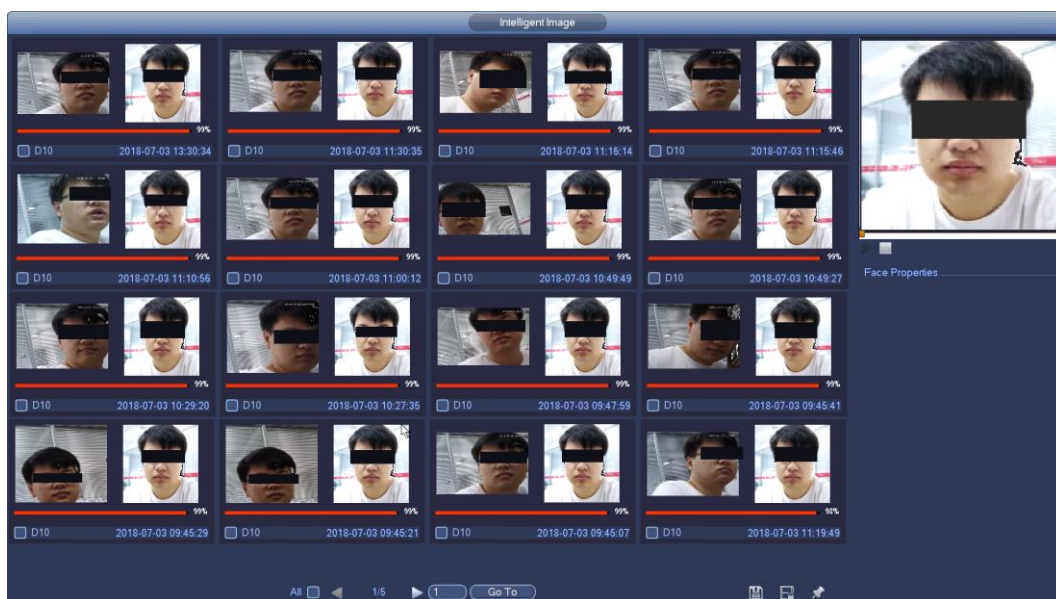 Intelligent Image
99% 99% 99% 99%
D10 2018-07-03 13:30:34 D10 2018-07-03 11:30:35 D10 2018-07-03 11:16:14 D10 2018-07-03 11:15:46
99% 99% 99% 99%
D10 2018-07-03 11:10:56 D10 2018-07-03 11:00:12 D10 2018-07-03 10:49:49 D10 2018-07-03 10:49:27
Face Properties
99% 99% 99% 99%
D10 2018-07-03 10:29:20 D10 2018-07-03 10:27:35 D10 2018-07-03 09:47:59 D10 2018-07-03 09:45:41
99% 99% 99%
D10 2018-07-03 09:45:29 D10 2018-07-03 09:45:21 D10 2018-07-03 09:45:07 D10 2018-07-03 11:19:49
All 1/5 1 Go To